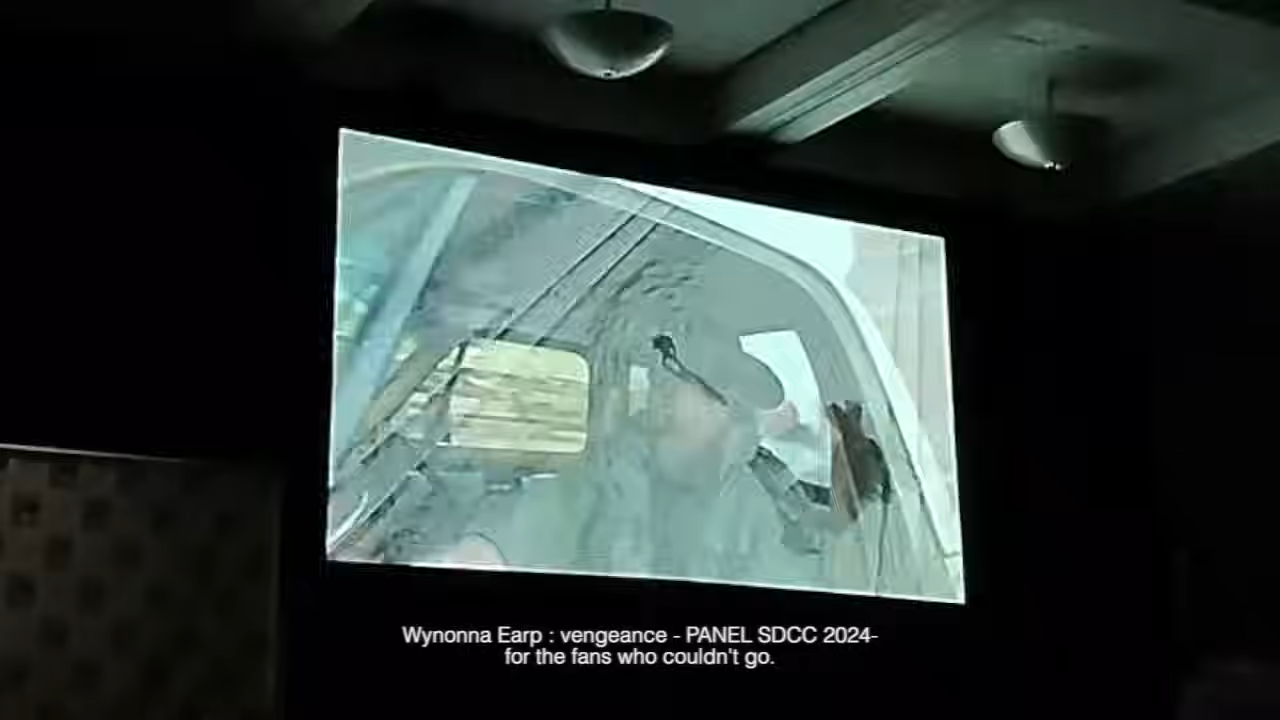 Wynonna Earp : vengeance - PANEL SDCC 2024-
for the fans who couldn't go.